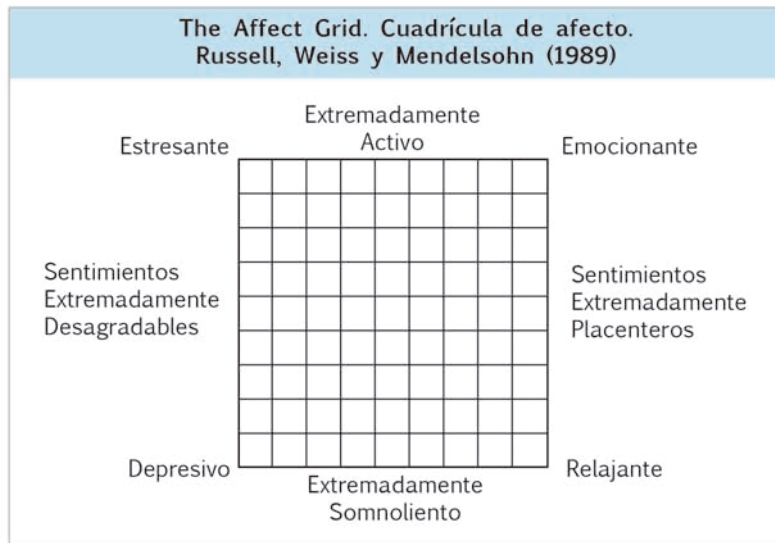 The Affect Grid. Cuadrícula de afecto.
Russell, Weiss y Mendelsohn (1989)
Extremadamente
Activo
Estresante
Emocionante
Sentimientos
Extremadamente
Desagradables
Sentimientos
Extremadamente
Placenteros
Depresivo
Relajante
Extremadamente
Somnoliento